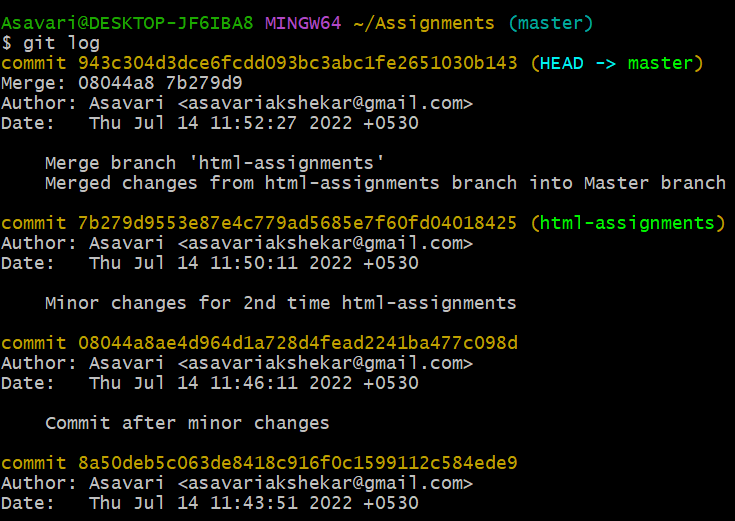 Asavari@DESKTOP-JF6IBA8 MINGW64 ~/Assignments (master)
$ git log
commit 943c304d3dce6fcdd093bc3abc1fe2651030b143 (HEAD -> master)
Merge: 08044a8 7b279d9
Author: Asavari <asavariakshekar@gmail.com>
Date:   Thu Jul 14 11:52:27 2022 +0530

    Merge branch 'html-assignments'
    Merged changes from html-assignments branch into Master branch

commit 7b279d9553e87e4c779ad5685e7f60fd04018425 (html-assignments)
Author: Asavari <asavariakshekar@gmail.com>
Date:   Thu Jul 14 11:50:11 2022 +0530

    Minor changes for 2nd time html-assignments

commit 08044a8ae4d964d1a728d4fead2241ba477c098d
Author: Asavari <asavariakshekar@gmail.com>
Date:   Thu Jul 14 11:46:11 2022 +0530

    Commit after minor changes

commit 8a50deb5c063de8418c916f0c1599112c584ede9
Author: Asavari <asavariakshekar@gmail.com>
Date:   Thu Jul 14 11:43:51 2022 +0530